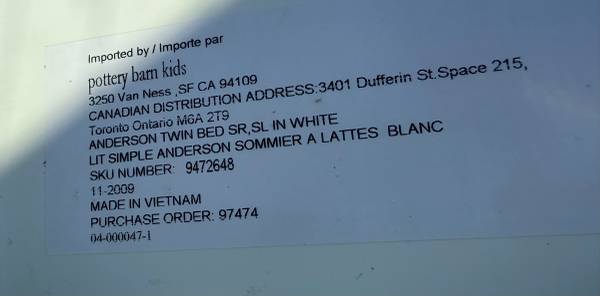 Imported by / Importe par
pottery barn kids
3250 Van Ness ,SF CA 94109
CANADIAN DISTRIBUTION ADDRESS:3401 Dufferin St.Space 215,
Toronto Ontario M6A 2T9
ANDERSON TWIN BED SR,SL IN WHITE
LIT SIMPLE ANDERSON SOMMIER A LATTES BLANC
SKU NUMBER: 9472648
11-2009
MADE IN VIETNAM
PURCHASE ORDER: 97474
04-000047-1